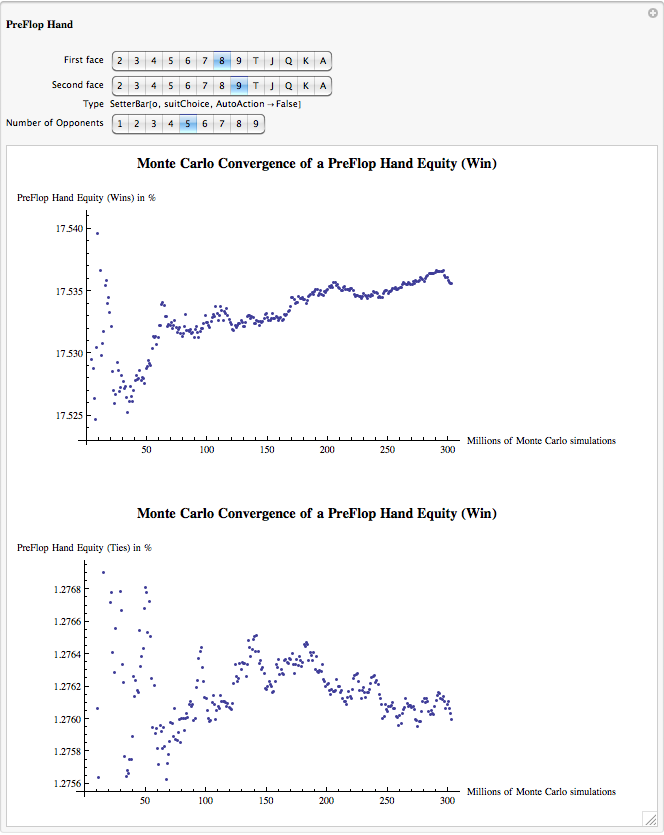 PreFlop Hand
First face 2 3 4 5 6 7 8 9 T J Q K A
Second face 2 3 4 5 6 7 8 9 T J Q K A
Type SetterBar[o, suitChoice, AutoAction → False]
Number of Opponents 1 2 3 4 5 6 7 8 9
Monte Carlo Convergence of a PreFlop Hand Equity (Win)
PreFlop Hand Equity (Wins) in %
17.540
17.535
17.530
17.525
Millions of Monte Carlo simulations
50 100 150 200 250 300
Monte Carlo Convergence of a PreFlop Hand Equity (Win)
PreFlop Hand Equity (Ties) in %
1.2768
1.2766
1.2764
1.2762
1.2760
1.2758
1.2756
Millions of Monte Carlo simulations
50 100 150 200 250 300